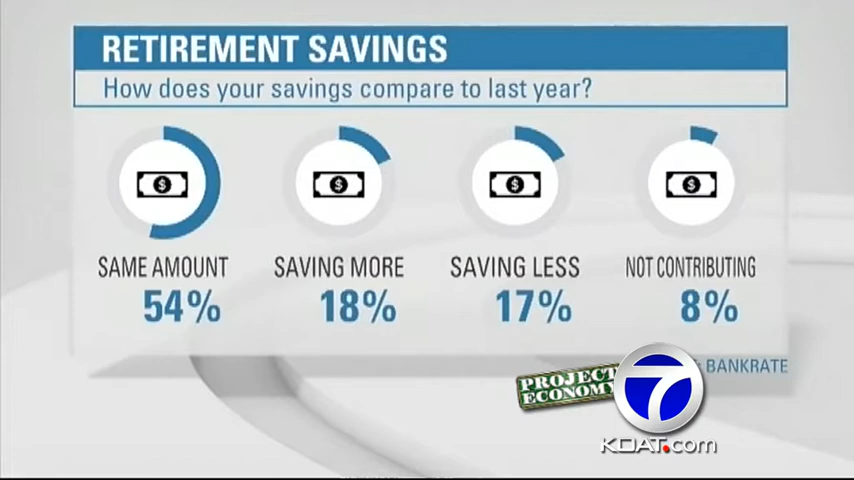 RETIREMENT SAVINGS
How does your savings compare to last year?
$ $ $ $
SAME AMOUNT SAVING MORE SAVING LESS NOT CONTRIBUTING
54% 18% 17% 8%
BANKRATE
PROJECT
ECONOMY
7
KOAT.com